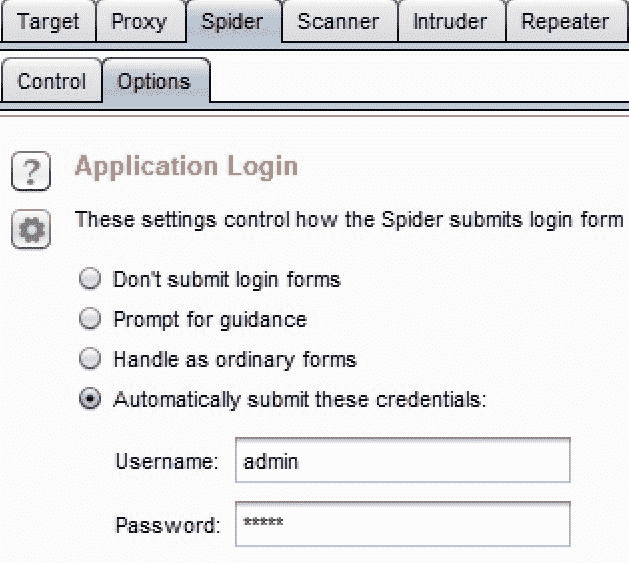 Target Proxy Spider Scanner Intruder Repeater
Control Options
? Application Login
These settings control how the Spider submits login form
Don't submit login forms
Prompt for guidance
Handle as ordinary forms
Automatically submit these credentials:
Username: admin
Password: *****